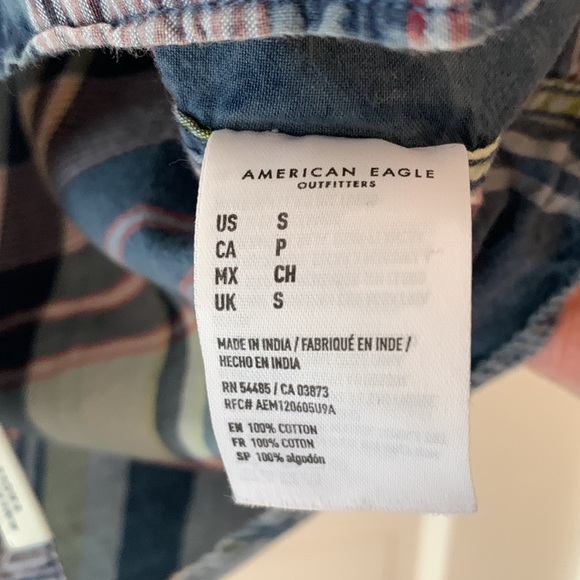 AMERICAN EAGLE
OUTFITTERS
US S
CA P
MX CH
UK S
MADE IN INDIA / FABRIQUÉ EN INDE /
HECHO EN INDIA
RN 54485 / CA 03873
RFC# AEM120605U9A
EN 100% COTTON
FR 100% COTON
SP 100% algodón